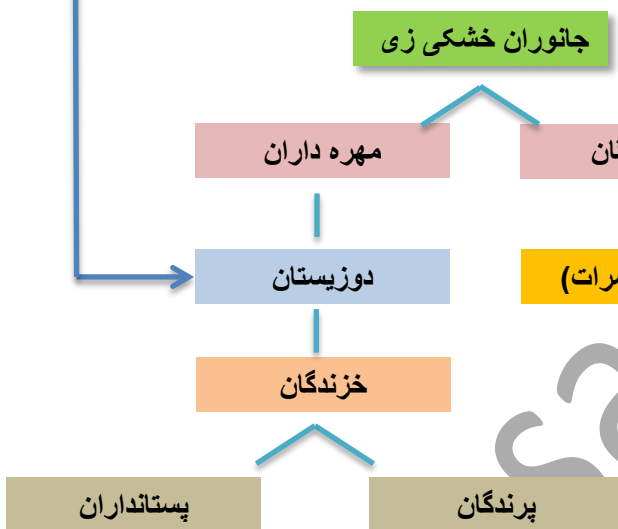 جانوران خشکی زی
مهره داران
دوزیستان
خزندگان
پرندگان
پستانداران